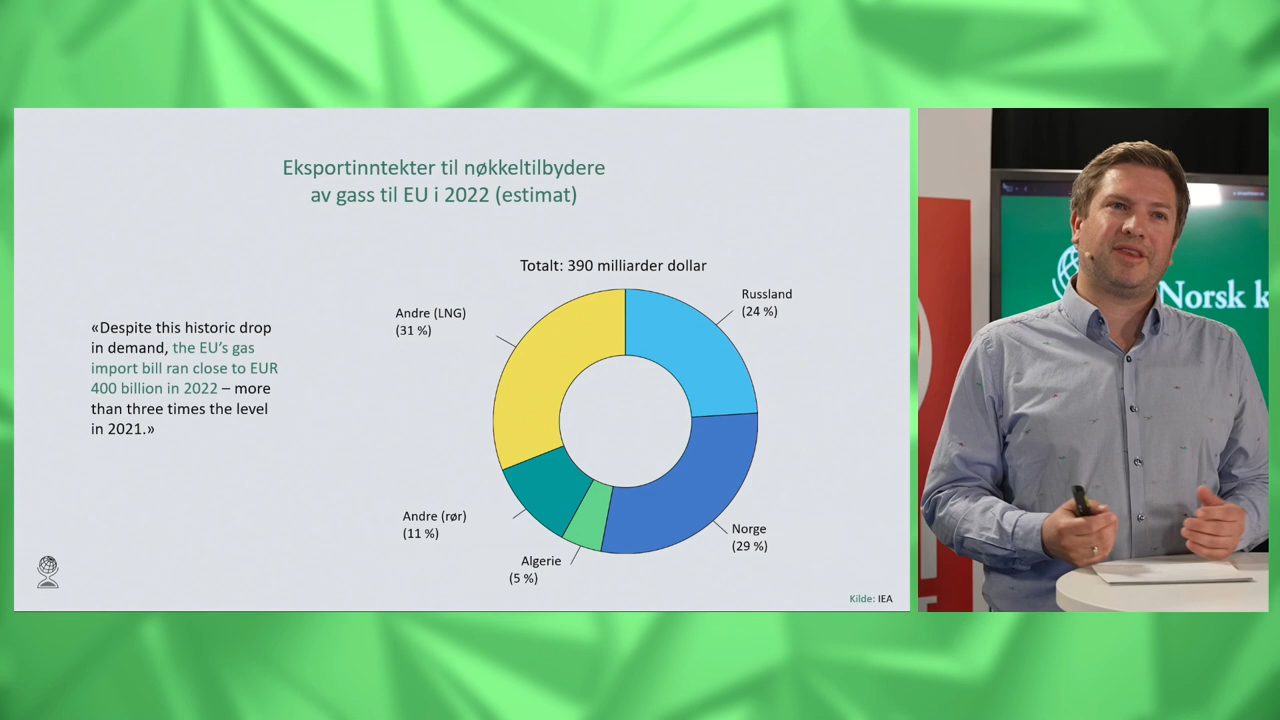 Eksportinntekter til nøkkeltilbydere
av gass til EU i 2022 (estimat)
Totalt: 390 milliarder dollar
«Despite this historic drop
in demand, the EU’s gas
import bill ran close to EUR
400 billion in 2022 – more
than three times the level
in 2021.»
Andre (LNG)
(31 %)
Russland
(24 %)
Andre (rør)
(11 %)
Algerie
(5 %)
Norge
(29 %)
Kilde: IEA
Norsk k